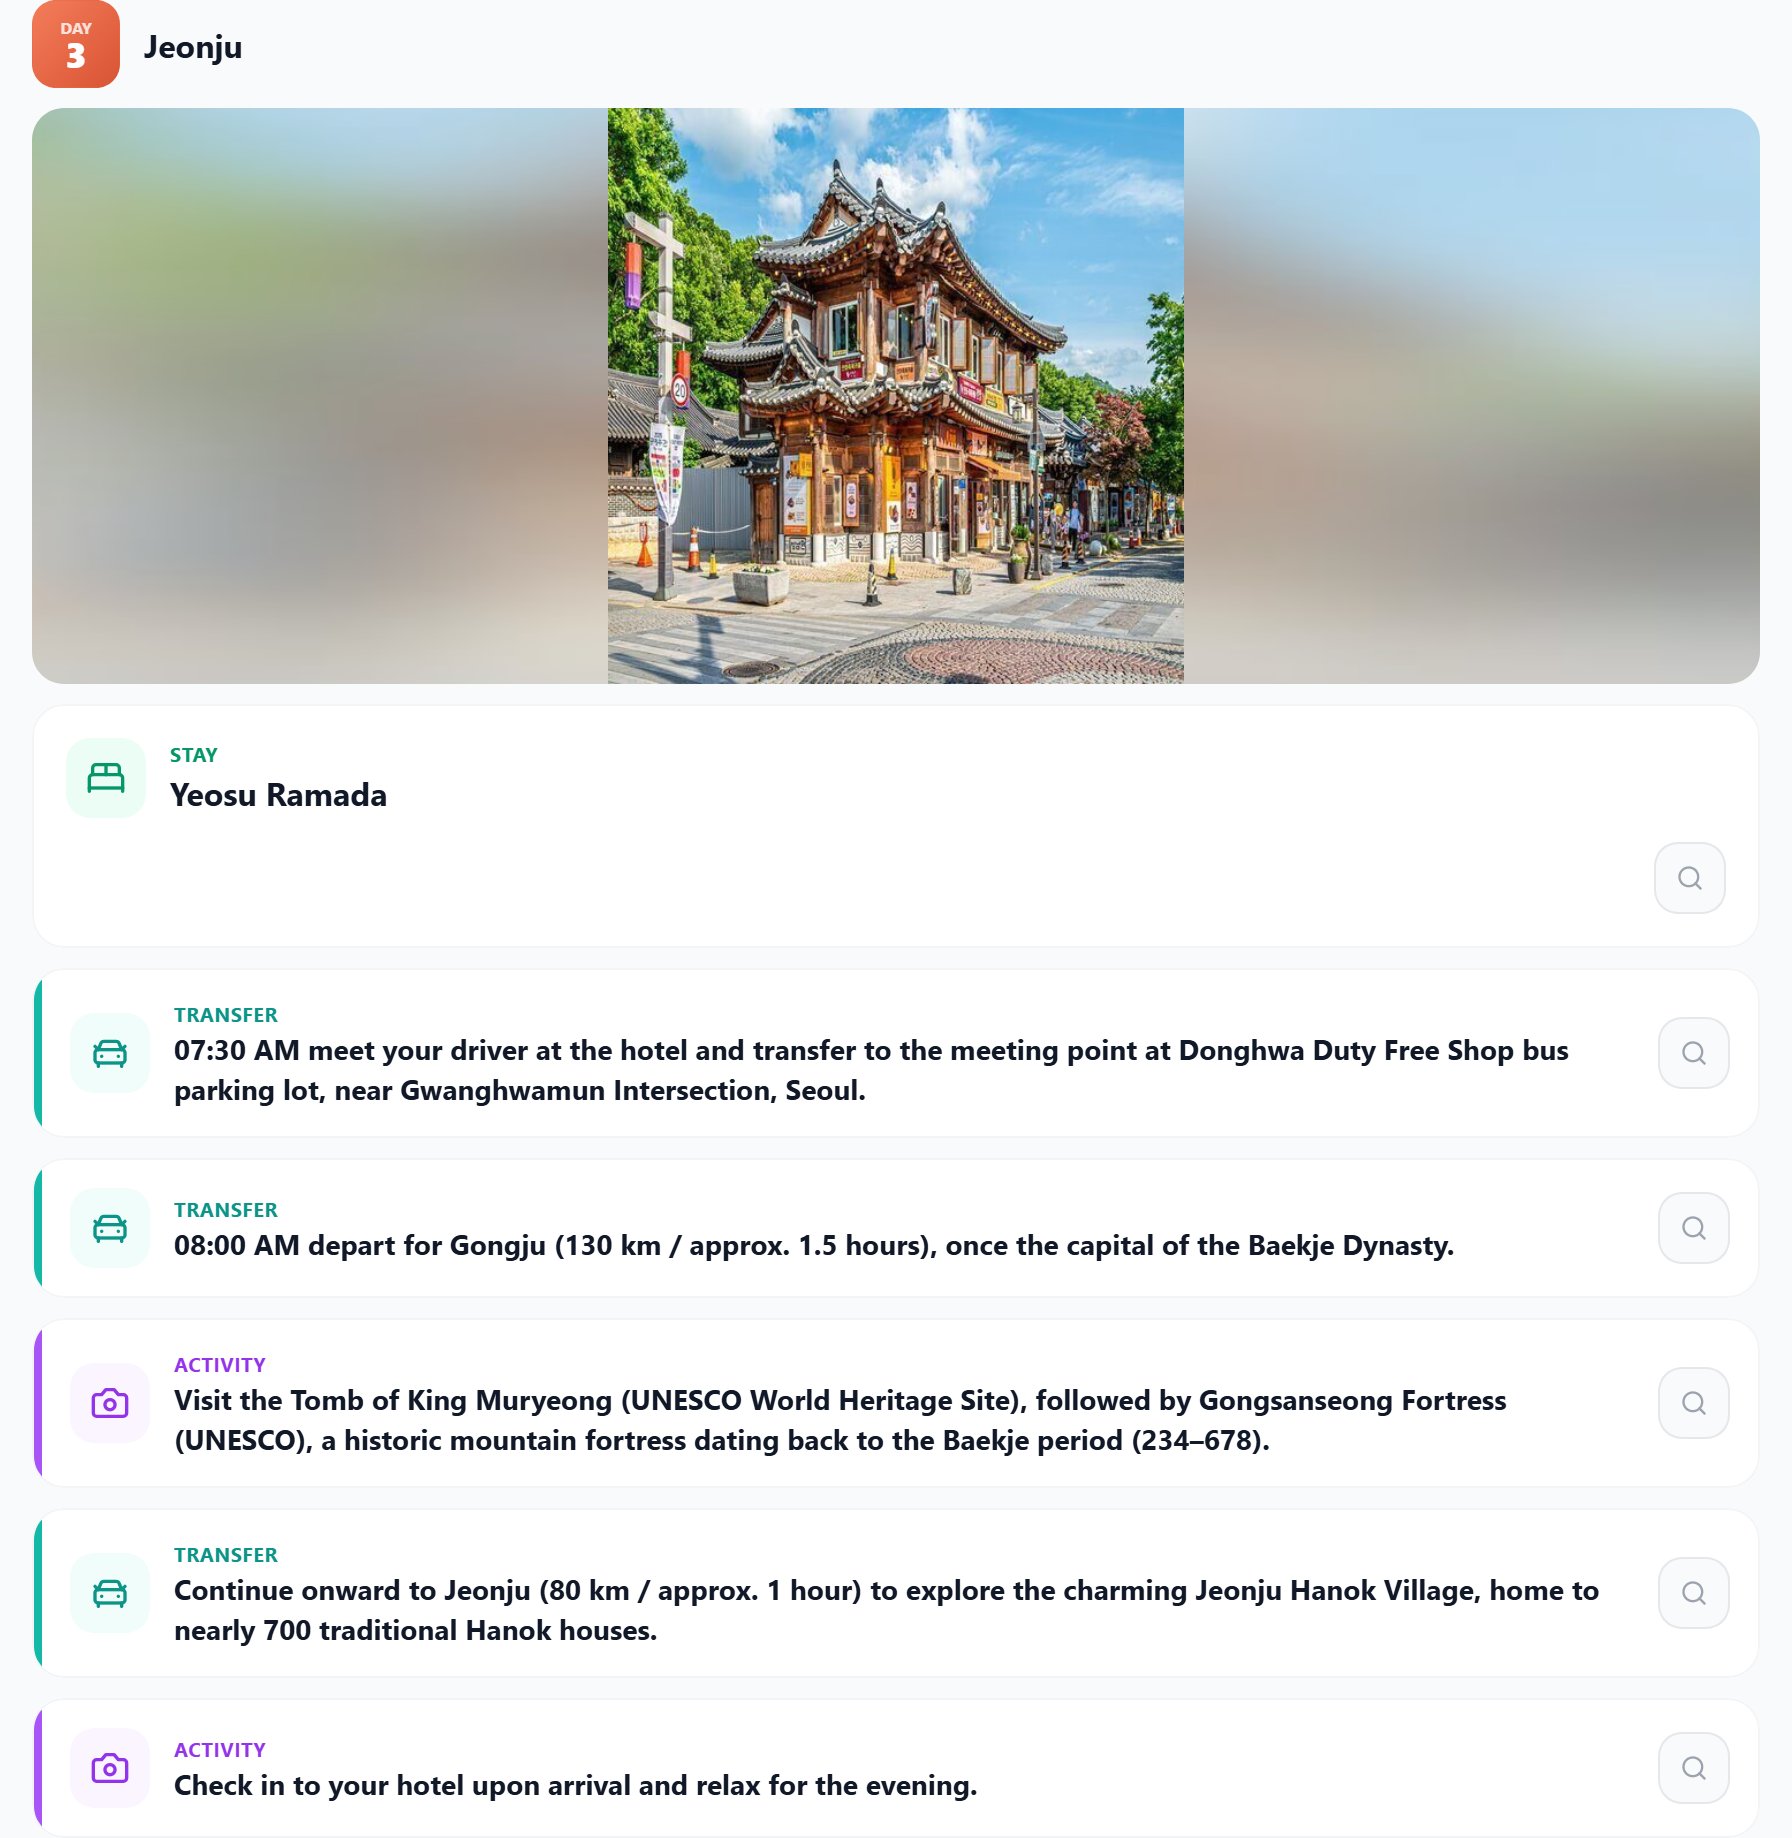 DAY
3
Jeonju
20
STAY
Yeosu Ramada
TRANSFER
07:30 AM meet your driver at the hotel and transfer to the meeting point at Donghwa Duty Free Shop bus
parking lot, near Gwanghwamun Intersection, Seoul.
TRANSFER
08:00 AM depart for Gongju (130 km / approx. 1.5 hours), once the capital of the Baekje Dynasty.
ACTIVITY
Visit the Tomb of King Muryeong (UNESCO World Heritage Site), followed by Gongsanseong Fortress
(UNESCO), a historic mountain fortress dating back to the Baekje period (234–678).
TRANSFER
Continue onward to Jeonju (80 km / approx. 1 hour) to explore the charming Jeonju Hanok Village, home to
nearly 700 traditional Hanok houses.
ACTIVITY
Check in to your hotel upon arrival and relax for the evening.